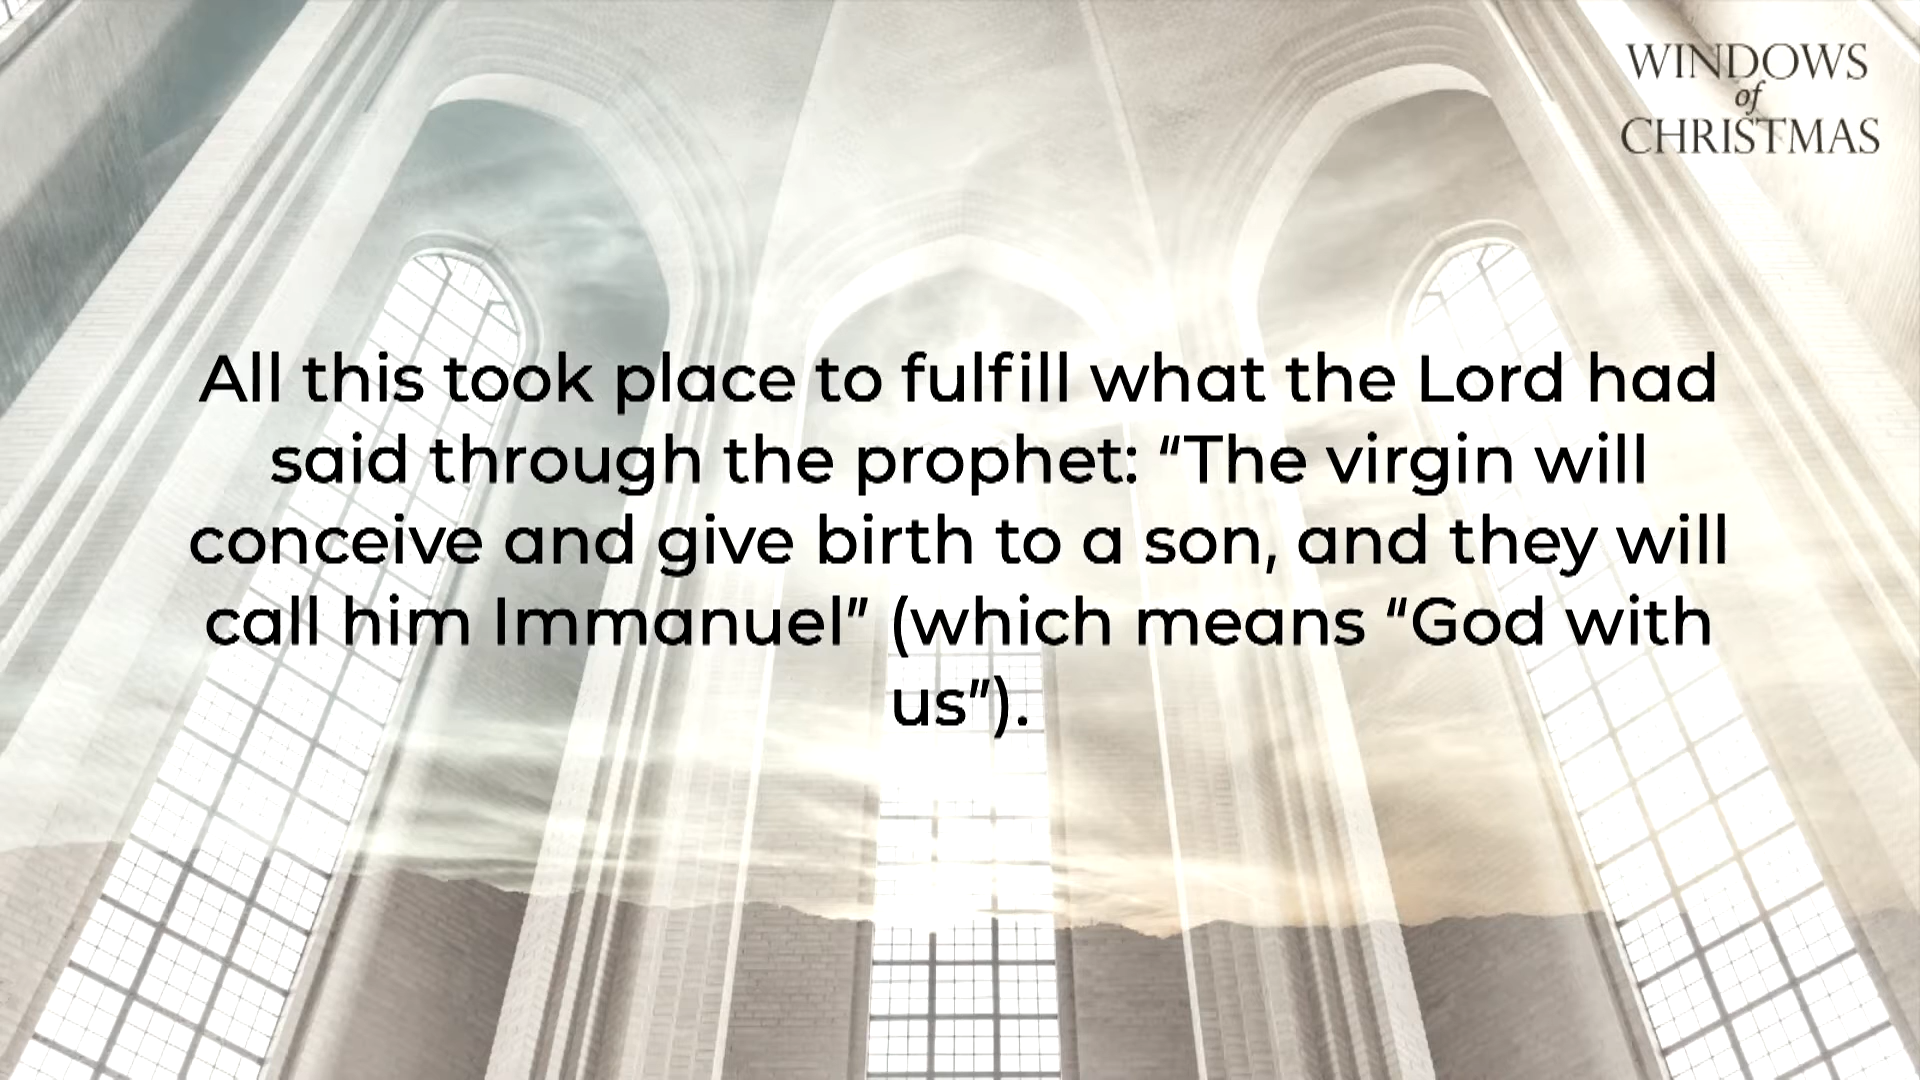 WINDOWS
of
CHRISTMAS
All this took place to fulfill what the Lord had
said through the prophet: “The virgin will
conceive and give birth to a son, and they will
call him Immanuel” (which means “God with
us”).